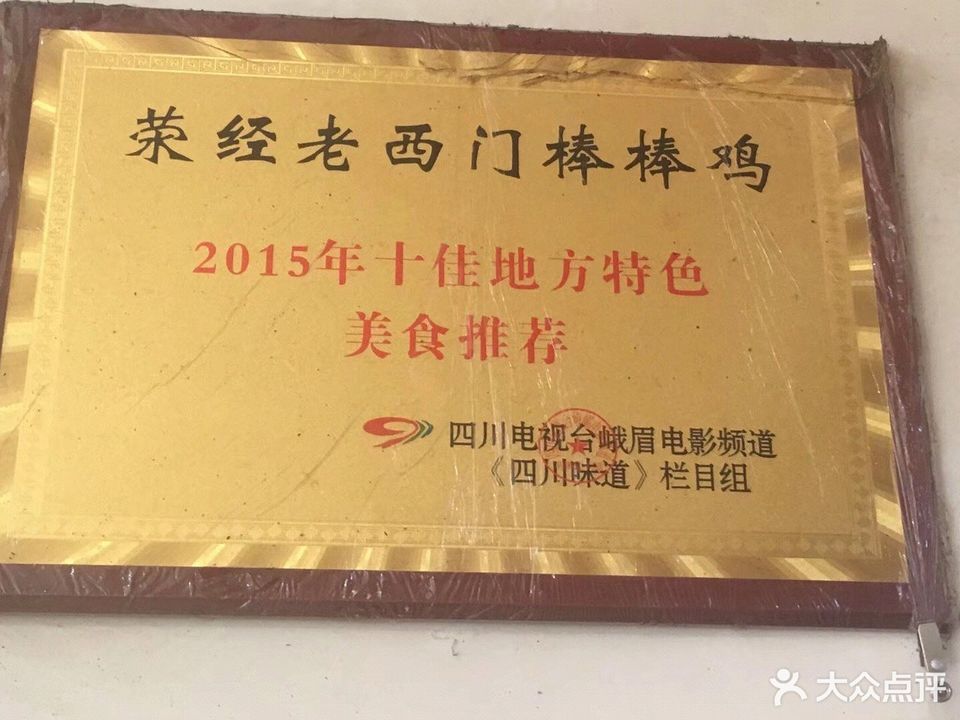 荥经老西门棒棒鸡
2015年十佳地方特色
美食推荐
四川电视台峨眉电影频道
《四川味道》栏目组
大众点评